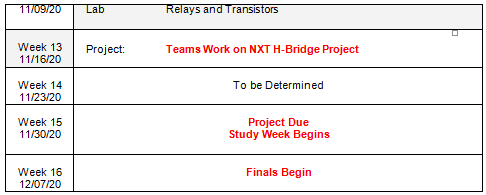 11/09/20 Lab Relays and Transistors
Week 13
11/16/20 Project: Teams Work on NXT H-Bridge Project
Week 14
11/23/20 To be Determined
Week 15 Project Due
11/30/20 Study Week Begins
Week 16 Finals Begin
12/07/20